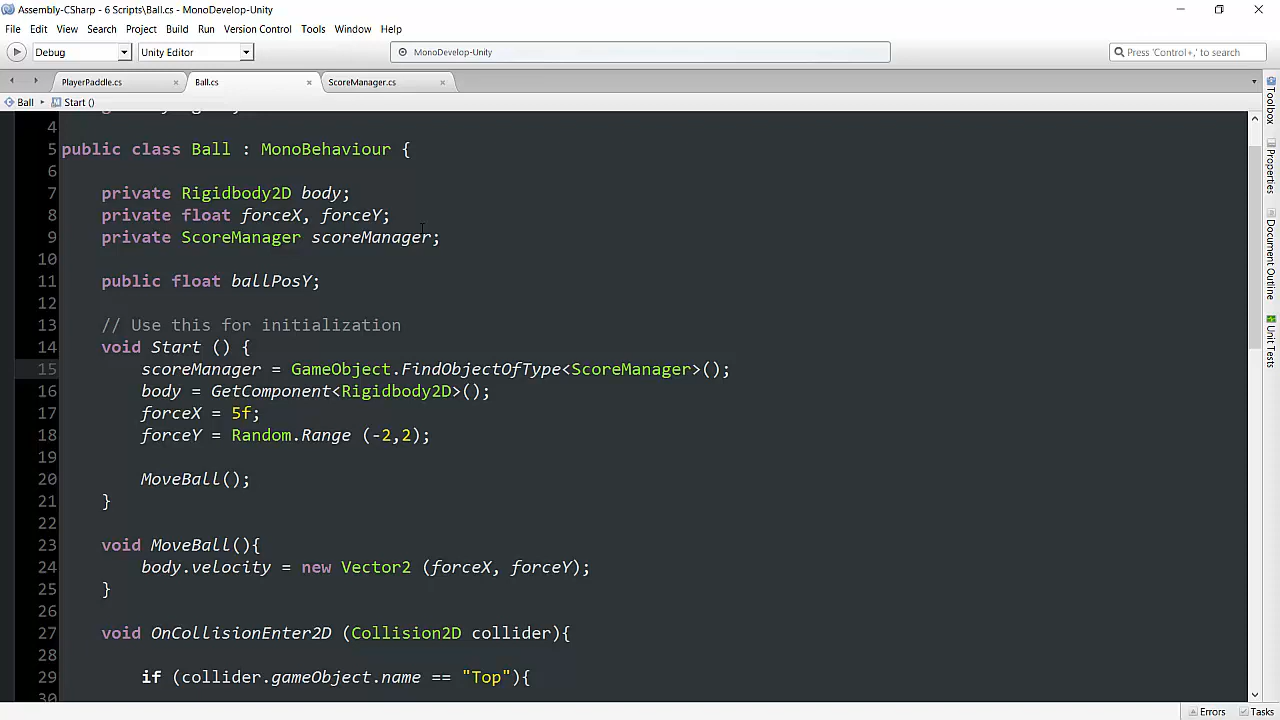 Assembly-CSharp - 6 Scripts\Ball.cs - MonoDevelop-Unity
File Edit View Search Project Build Run Version Control Tools Window Help
Debug Unity Editor MonoDevelop-Unity Press 'Control+,' to search
PlayerPaddle.cs Ball.cs ScoreManager.cs
Ball Start ()
4
5 public class Ball : MonoBehaviour {
6
7 private Rigidbody2D body;
8 private float forceX, forceY;
9 private ScoreManager scoreManager;
10
11 public float ballPosY;
12
13 // Use this for initialization
14 void Start () {
15 scoreManager = GameObject.FindObjectOfType<ScoreManager>();
16 body = GetComponent<Rigidbody2D>();
17 forceX = 5f;
18 forceY = Random.Range (-2,2);
19
20 MoveBall();
21 }
22
23 void MoveBall(){
24 body.velocity = new Vector2 (forceX, forceY);
25 }
26
27 void OnCollisionEnter2D (Collision2D collider){
28
29 if (collider.gameObject.name == "Top"){
30
Toolbox
Properties
Document Outline
Unit Tests
Errors Tasks